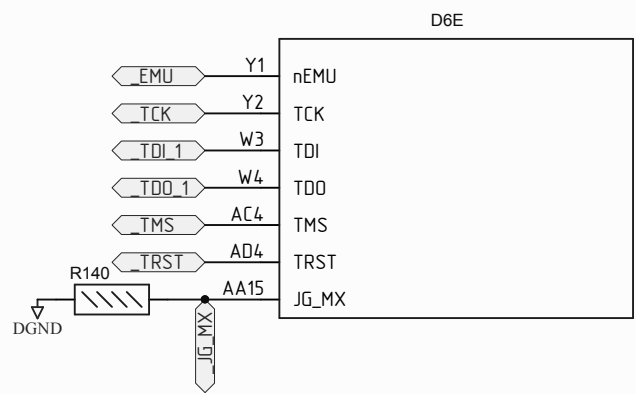 D6E
_EMU Y1 nEMU
_TCK Y2 TCK
_TDI_1 W3 TDI
_TDO_1 W4 TDO
_TMS AC4 TMS
_TRST AD4 TRST
R140 AA15 JG_MX
DGND
_JG_MX